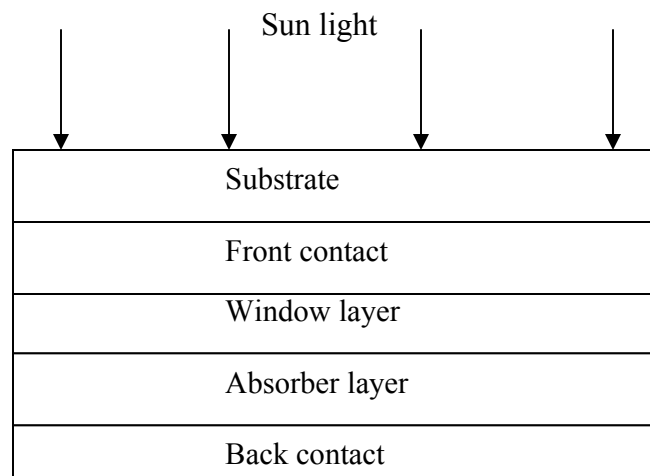 Sun light
Substrate
Front contact
Window layer
Absorber layer
Back contact